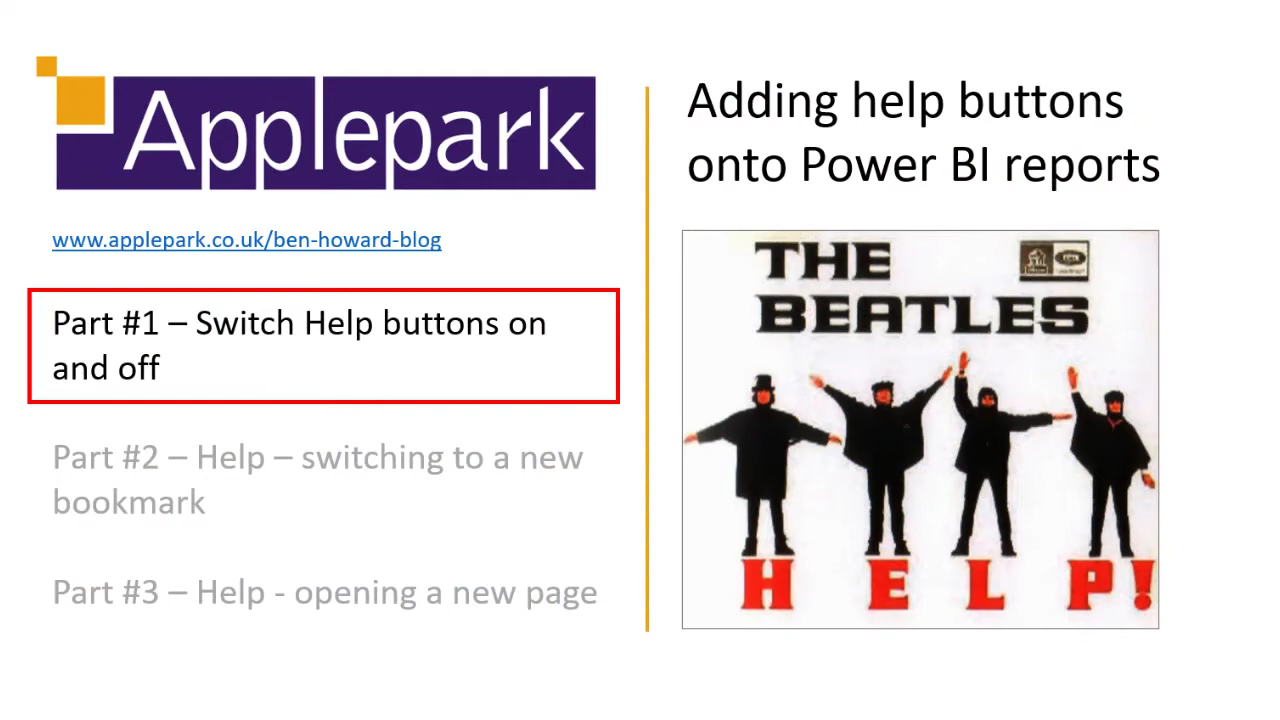 Applepark
www.applepark.co.uk/ben-howard-blog
Part #1 – Switch Help buttons on
and off
Part #2 – Help – switching to a new
bookmark
Part #3 – Help - opening a new page
Adding help buttons
onto Power BI reports
THE
BEATLES
HELP!